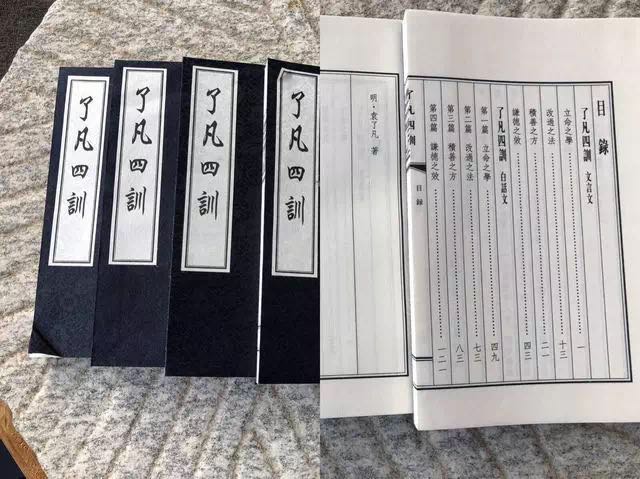 了凡四訓
了凡四訓
了凡四訓
了凡四訓
目錄
了凡四訓 文言文
立命之學 一
改過之法 十三
積善之方 二一
謙德之效 四三
了凡四訓 白話文
第一篇 立命之學 四九
第二篇 改過之法 七三
第三篇 積善之方 八三
第四篇 謙德之效 一二一
了凡四訓
目錄
明·袁了凡 著